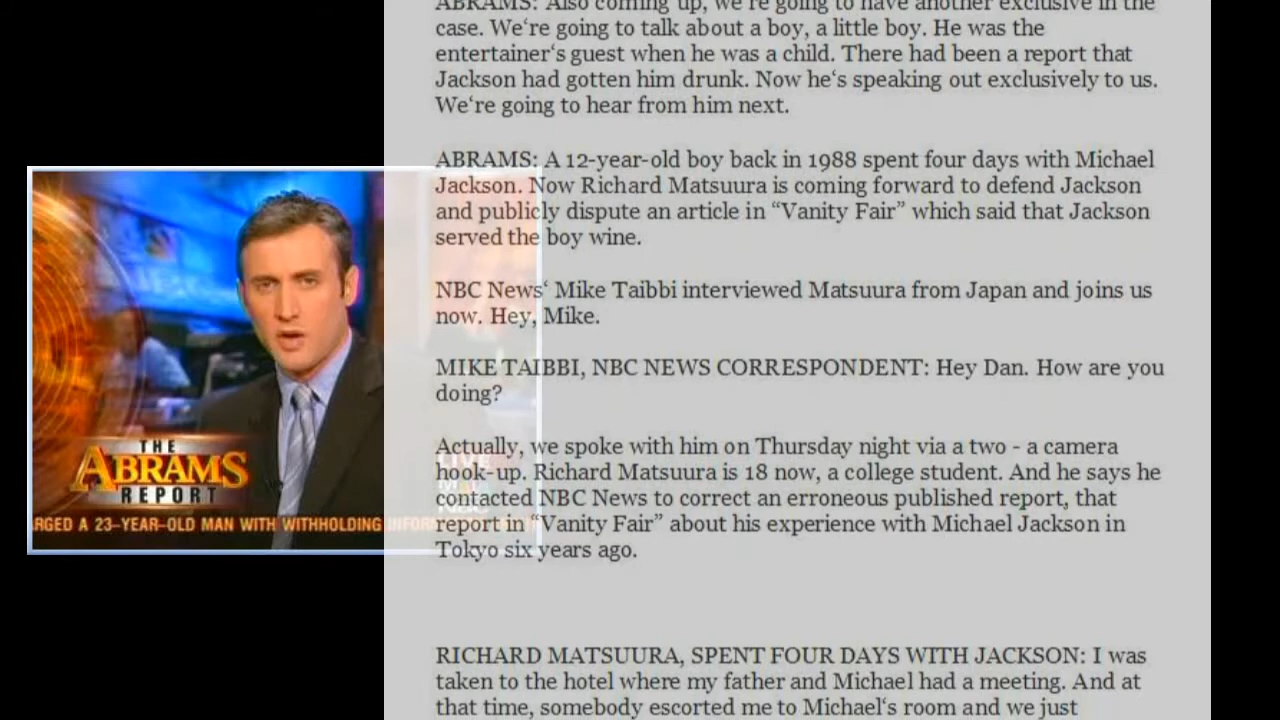 ABRAMS: Also coming up, we're going to have another exclusive in the
case. We're going to talk about a boy, a little boy. He was the
entertainer‘s guest when he was a child. There had been a report that
Jackson had gotten him drunk. Now he‘s speaking out exclusively to us.
We‘re going to hear from him next.
ABRAMS: A 12-year-old boy back in 1988 spent four days with Michael
Jackson. Now Richard Matsuura is coming forward to defend Jackson
and publicly dispute an article in “Vanity Fair” which said that Jackson
served the boy wine.
NBC News‘ Mike Taibbi interviewed Matsuura from Japan and joins us
now. Hey, Mike.
MIKE TAIBBI, NBC NEWS CORRESPONDENT: Hey Dan. How are you
doing?
Actually, we spoke with him on Thursday night via a two - a camera
hook-up. Richard Matsuura is 18 now, a college student. And he says he
contacted NBC News to correct an erroneous published report, that
report in “Vanity Fair” about his experience with Michael Jackson in
Tokyo six years ago.
RICHARD MATSUURA, SPENT FOUR DAYS WITH JACKSON: I was
taken to the hotel where my father and Michael had a meeting. And at
that time, somebody escorted me to Michael‘s room and we just
THE
ABRAMS
REPORT
LIVE
RGED A 23-YEAR-OLD MAN WITH WITHHOLDING